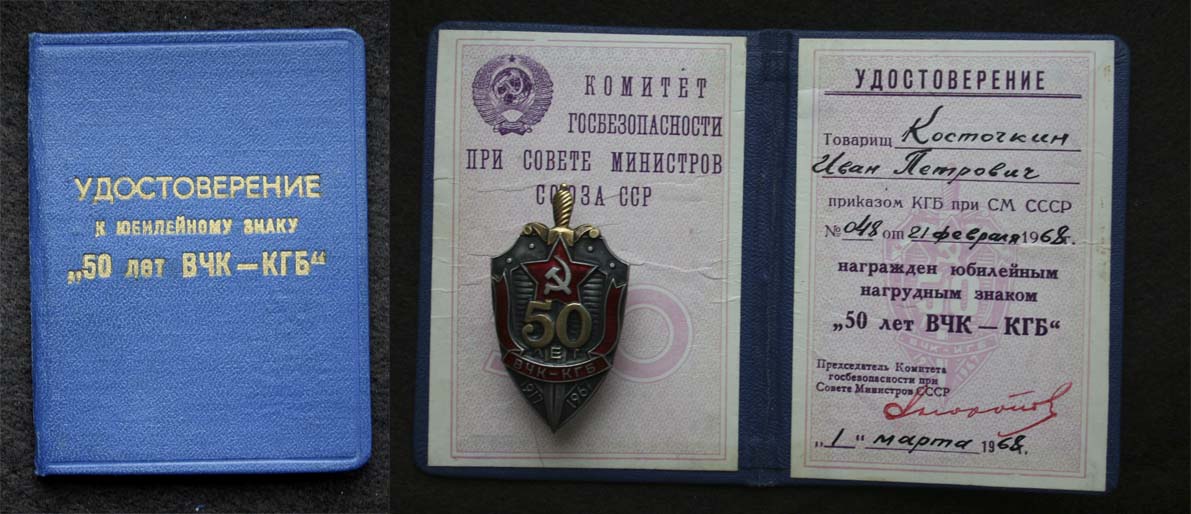 УДОСТОВЕРЕНИЕ
К ЮБИЛЕЙНОМУ ЗНАКУ
„50 лет ВЧК—КГБ“
КОМИТЕТ
ГОСБЕЗОПАСНОСТИ
ПРИ СОВЕТЕ МИНИСТРОВ
СОЮЗА ССР
50
ЛЕТ
ВЧК-КГБ
1917
1967
УДОСТОВЕРЕНИЕ
Товарищ Косточкин
Иван Петрович
приказом КГБ при СМ СССР
№ 048 от 21 февраля 1968г.
награжден юбилейным
нагрудным знаком
„50 лет ВЧК—КГБ“
Председатель Комитета
госбезопасности при
Совете Министров СССР
„1“ марта 1968г.